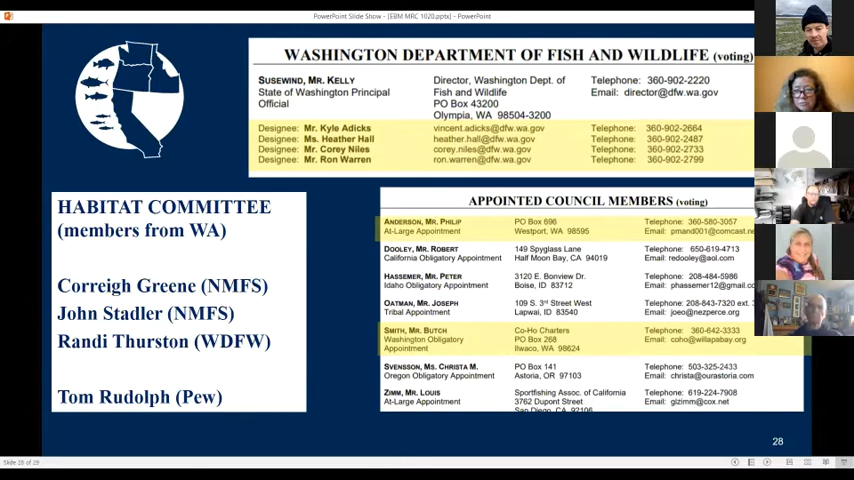 PowerPoint Slide Show - [EBM MRC 1020.pptx] - PowerPoint
WASHINGTON DEPARTMENT OF FISH AND WILDLIFE (voting)
SUSEWIND, MR. KELLY
State of Washington Principal
Official
Director, Washington Dept. of
Fish and Wildlife
PO Box 43200
Olympia, WA 98504-3200
Telephone: 360-902-2220
Email: director@dfw.wa.gov
Designee: Mr. Kyle Adicks vincent.adicks@dfw.wa.gov Telephone: 360-902-2664
Designee: Ms. Heather Hall heather.hall@dfw.wa.gov Telephone: 360-902-2487
Designee: Mr. Corey Niles corey.niles@dfw.wa.gov Telephone: 360-902-2733
Designee: Mr. Ron Warren ron.warren@dfw.wa.gov Telephone: 360-902-2799
HABITAT COMMITTEE
(members from WA)
Correigh Greene (NMFS)
John Stadler (NMFS)
Randi Thurston (WDFW)
Tom Rudolph (Pew)
APPOINTED COUNCIL MEMBERS (voting)
ANDERSON, MR. PHILIP PO Box 696 Telephone: 360-580-3057
At-Large Appointment Westport, WA 98595 Email: pmand001@comcast.ne
DOOLEY, MR. ROBERT 149 Spyglass Lane Telephone: 650-619-4713
California Obligatory Appointment Half Moon Bay, CA 94019 Email: redooley@aol.com
HASSEMER, MR. PETER 3120 E. Bonview Dr. Telephone: 208-484-5986
Idaho Obligatory Appointment Boise, ID 83712 Email: phassemer12@gmail.co
OATMAN, MR. JOSEPH 109 S. 3rd Street West Telephone: 208-843-7320 ext. 3
Tribal Appointment Lapwai, ID 83540 Email: joeo@nezperce.org
SMITH, MR. BUTCH Co-Ho Charters Telephone: 360-642-3333
Washington Obligatory PO Box 268 Email: coho@willapabay.org
Appointment Ilwaco, WA 98624
SVENSSON, MS. CHRISTA M. PO Box 141 Telephone: 503-325-2433
Oregon Obligatory Appointment Astoria, OR 97103 Email: christa@ourastoria.com
ZIMM, MR. LOUIS Sportfishing Assoc. of California Telephone: 619-224-7908
At-Large Appointment 3762 Dupont Street Email: glzimm@cox.net
San Diego, CA 92106
28
Slide 28 of 29